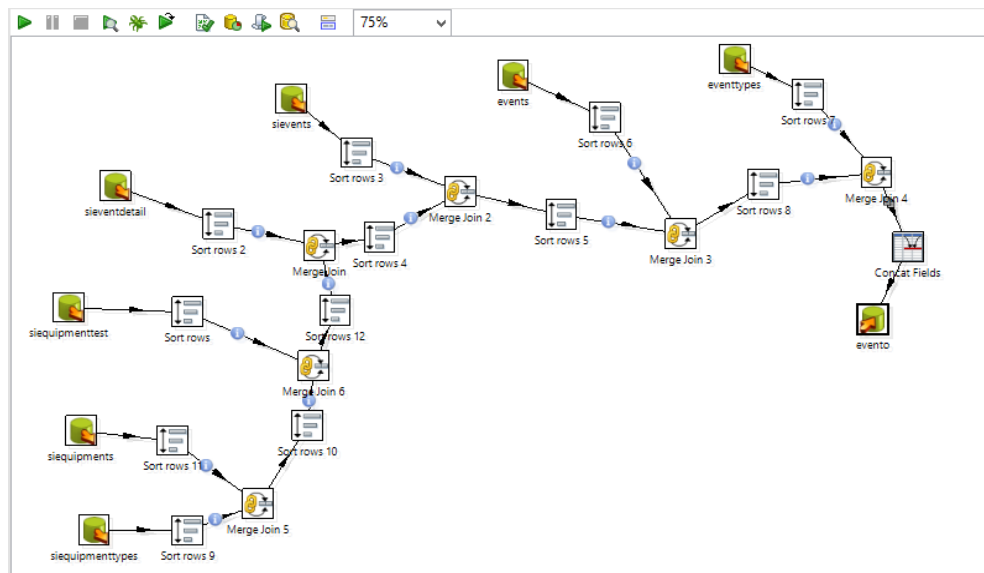 75%
eventtypes
events
Sort rows 7
sievents
Sort rows 6
Sort rows 3
Merge Join 4
sieventdetail
Merge Join 2
Sort rows 8
Sort rows 2
Sort rows 5
Merge Join 3
Sort rows 4
Merge Join
Concat Fields
siequipmenttest
Sort rows
Sort rows 12
evento
Merge Join 6
siequipments
Sort rows 10
Sort rows 11
Merge Join 5
siequipmenttypes
Sort rows 9